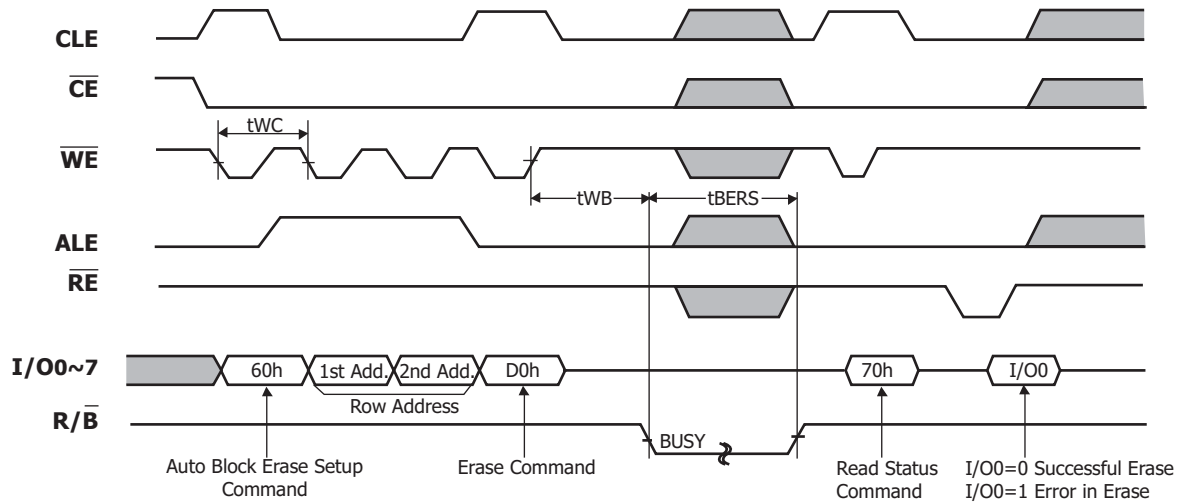 CLE
CE
tWC
WE
tWB
tBERS
ALE
RE
I/O0~7
60h
1st Add.
2nd Add.
D0h
70h
I/O0
Row Address
R/B
BUSY
Auto Block Erase Setup
Command
Erase Command
Read Status
Command
I/O0=0 Successful Erase
I/O0=1 Error in Erase